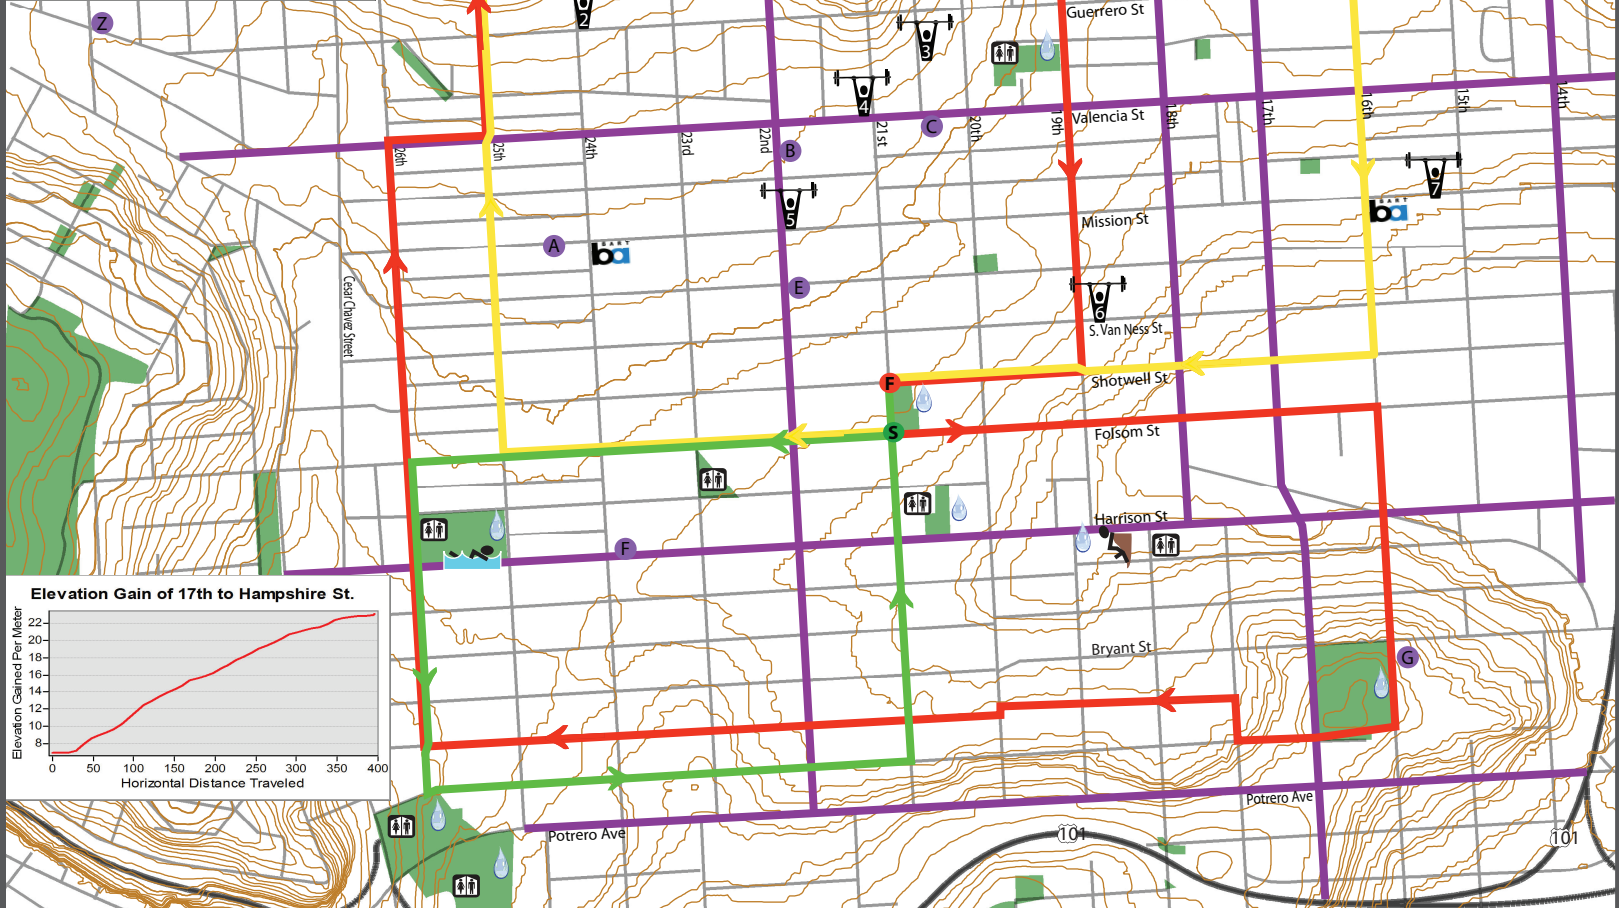 Z
2
3
Guerrero St
4
C
Valencia St
26th
25th
24th
23rd
22nd
21st
20th
19th
18th
17th
16th
15th
14th
B
5
7
BART
ba
Mission St
A
BART
ba
E
6
Cesar Chavez Street
S. Van Ness St
F
Shotwell St
S
Folsom St
Harrison St
F
Bryant St
G
Elevation Gain of 17th to Hampshire St.
Elevation Gained Per Meter
22
20
18
16
14
12
10
8
0 50 100 150 200 250 300 350 400
Horizontal Distance Traveled
Potrero Ave
Potrero Ave
101
101